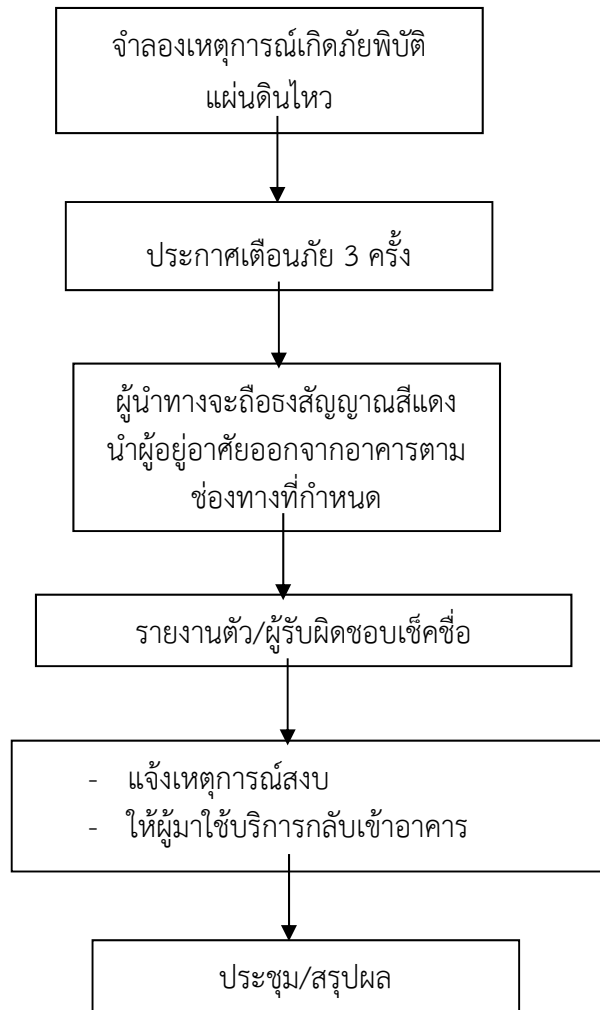 จำลองเหตุการณ์เกิดภัยพิบัติ
แผ่นดินไหว
ประกาศเตือนภัย 3 ครั้ง
ผู้นำทางจะถือธงสัญญาณสีแดง
นำผู้อยู่อาศัยออกจากอาคารตาม
ช่องทางที่กำหนด
รายงานตัว/ผู้รับผิดชอบเช็คชื่อ
- แจ้งเหตุการณ์สงบ
- ให้ผู้มาใช้บริการกลับเข้าอาคาร
ประชุม/สรุปผล